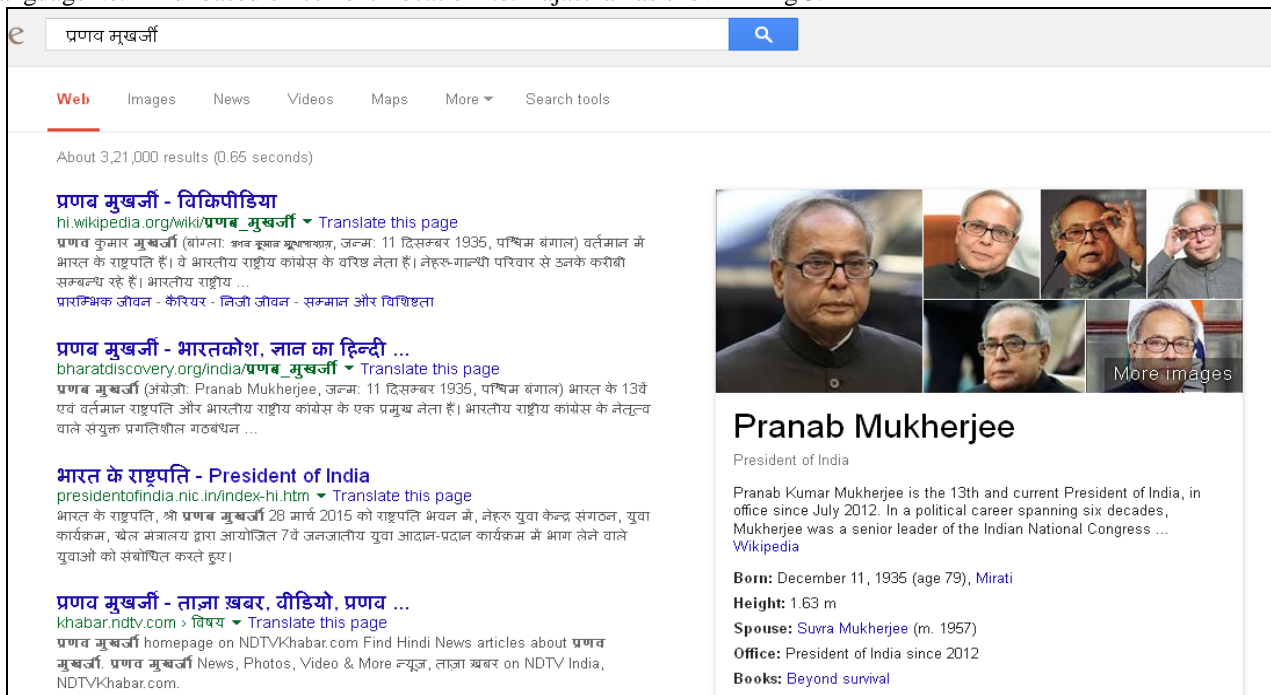 e प्रणव मुखर्जी
Web Images News Videos Maps More Search tools
About 3,21,000 results (0.65 seconds)
प्रणब मुखर्जी - विकिपीडिया
hi.wikipedia.org/wiki/प्रणब_मुखर्जी Translate this page
प्रणव कुमार मुखर्जी (बांग्ला: जन्म: 11 दिसम्बर 1935, पश्चिम बंगाल) वर्तमान में
भारत के राष्ट्रपति हैं। वे भारतीय राष्ट्रीय कांग्रेस के वरिष्ठ नेता हैं। नेहरु-गान्धी परिवार से उनके करीबी
सम्बन्ध रहे हैं। भारतीय राष्ट्रीय ...
प्रारम्भिक जीवन - कैरियर - निजी जीवन - सम्मान और विशिष्टता
प्रणब मुखर्जी - भारतकोश, ज्ञान का हिन्दी ...
bharatdiscovery.org/india/प्रणब_मुखर्जी Translate this page
प्रणब मुखर्जी (अंग्रेज़ी: Pranab Mukherjee, जन्म: 11 दिसम्बर 1935, पश्चिम बंगाल) भारत के 13वें
एवं वर्तमान राष्ट्रपति और भारतीय राष्ट्रीय कांग्रेस के एक प्रमुख नेता हैं। भारतीय राष्ट्रीय कांग्रेस के नेतृत्व
वाले संयुक्त प्रगतिशील गठबंधन ...
भारत के राष्ट्रपति - President of India
presidentofindia.nic.in/index-hi.htm Translate this page
भारत के राष्ट्रपति, श्री प्रणब मुखर्जी 28 मार्च 2015 को राष्ट्रपति भवन में, नेहरु युवा केन्द्र संगठन, युवा
कार्यक्रम, खेल मंत्रालय द्वारा आयोजित 7वें जनजातीय युवा आदान-प्रदान कार्यक्रम में भाग लेने वाले
युवाओं को संबोधित करते हुए।
प्रणव मुखर्जी - ताज़ा ख़बर, वीडियो, प्रणव ...
khabar.ndtv.com › विषय Translate this page
प्रणव मुखर्जी homepage on NDTVKhabar.com Find Hindi News articles about प्रणव
मुखर्जी. प्रणव मुखर्जी News, Photos, Video & More न्यूज़, ताज़ा ख़बर on NDTV India,
NDTVKhabar.com.
More images
Pranab Mukherjee
President of India
Pranab Kumar Mukherjee is the 13th and current President of India, in
office since July 2012. In a political career spanning six decades,
Mukherjee was a senior leader of the Indian National Congress ...
Wikipedia
Born: December 11, 1935 (age 79), Mirati
Height: 1.63 m
Spouse: Suvra Mukherjee (m. 1957)
Office: President of India since 2012
Books: Beyond survival